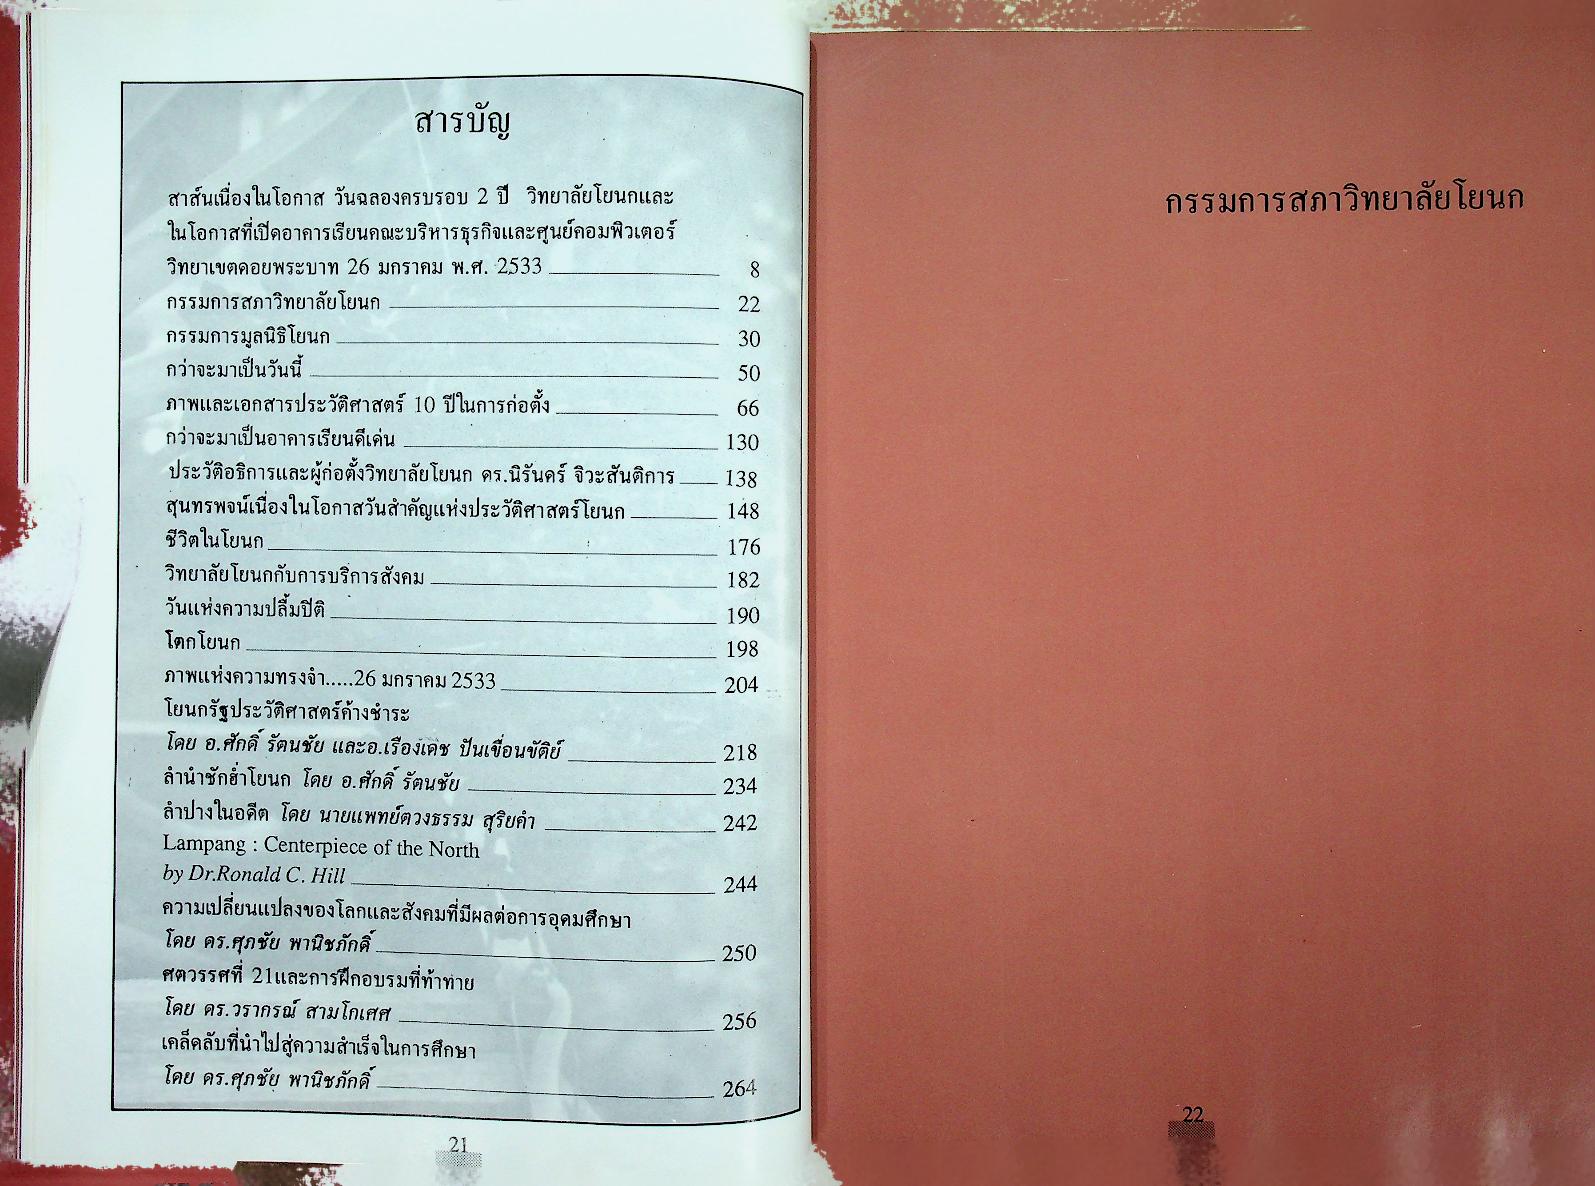 สารบัญ
สาส์นเนื่องในโอกาส วันฉลองครบรอบ 2 ปี วิทยาลัยโยนกและ
ในโอกาสที่เปิดอาคารเรียนคณะบริหารธุรกิจและศูนย์คอมพิวเตอร์
วิทยาเขตดอยพระบาท 26 มกราคม พ.ศ. 2533 8
กรรมการสภาวิทยาลัยโยนก 22
กรรมการมูลนิธิโยนก 30
กว่าจะมาเป็นวันนี้ 50
ภาพและเอกสารประวัติศาสตร์ 10 ปีในการก่อตั้ง 66
กว่าจะมาเป็นอาคารเรียนดีเด่น 130
ประวัติอธิการและผู้ก่อตั้งวิทยาลัยโยนก ดร.นิรันดร์ จิวะสันติการ 138
สุนทรพจน์เนื่องในโอกาสวันสำคัญแห่งประวัติศาสตร์โยนก 148
ชีวิตในโยนก 176
วิทยาลัยโยนกกับการบริการสังคม 182
วันแห่งความปลื้มปิติ 190
โตกโยนก 198
ภาพแห่งความทรงจำ.....26 มกราคม 2533 204
โยนกรัฐประวัติศาสตร์ค้างชำระ
โดย อ.ศักดิ์ รัตนชัย และอ.เรืองเดช ปันเขื่อนขัติย์ 218
ลำนำซักฮ่ำโยนก โดย อ.ศักดิ์ รัตนชัย 234
ลำปางในอดีต โดย นายแพทย์ดวงธรรม สุริยคำ 242
Lampang : Centerpiece of the North
by Dr.Ronald C. Hill 244
ความเปลี่ยนแปลงของโลกและสังคมที่มีผลต่อการอุดมศึกษา
โดย ดร.ศุภชัย พานิชภักดิ์ 250
ศตวรรศที่ 21และการฝึกอบรมที่ท้าทาย
โดย ดร.วรากรณ์ สามโกเศศ 256
เคล็ดลับที่นำไปสู่ความสำเร็จในการศึกษา
โดย ดร.ศุภชัย พานิชภักดิ์ 264
21
กรรมการสภาวิทยาลัยโยนก
22